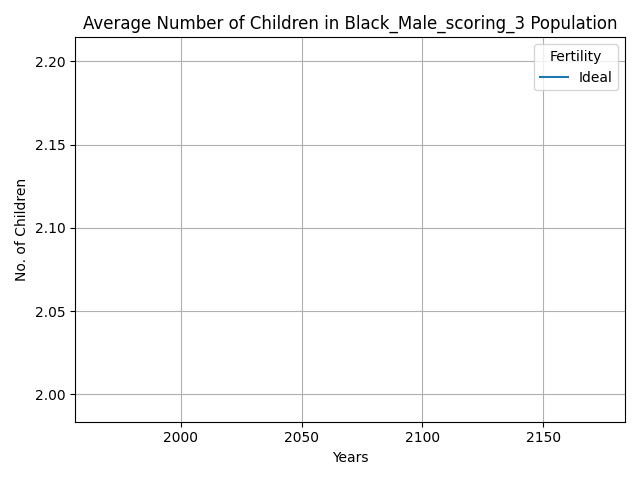 Average Number of Children in Black_Male_scoring_3 Population
Fertility
Ideal
2.20
2.15
2.10
2.05
2.00
No. of Children
2000 2050 2100 2150
Years